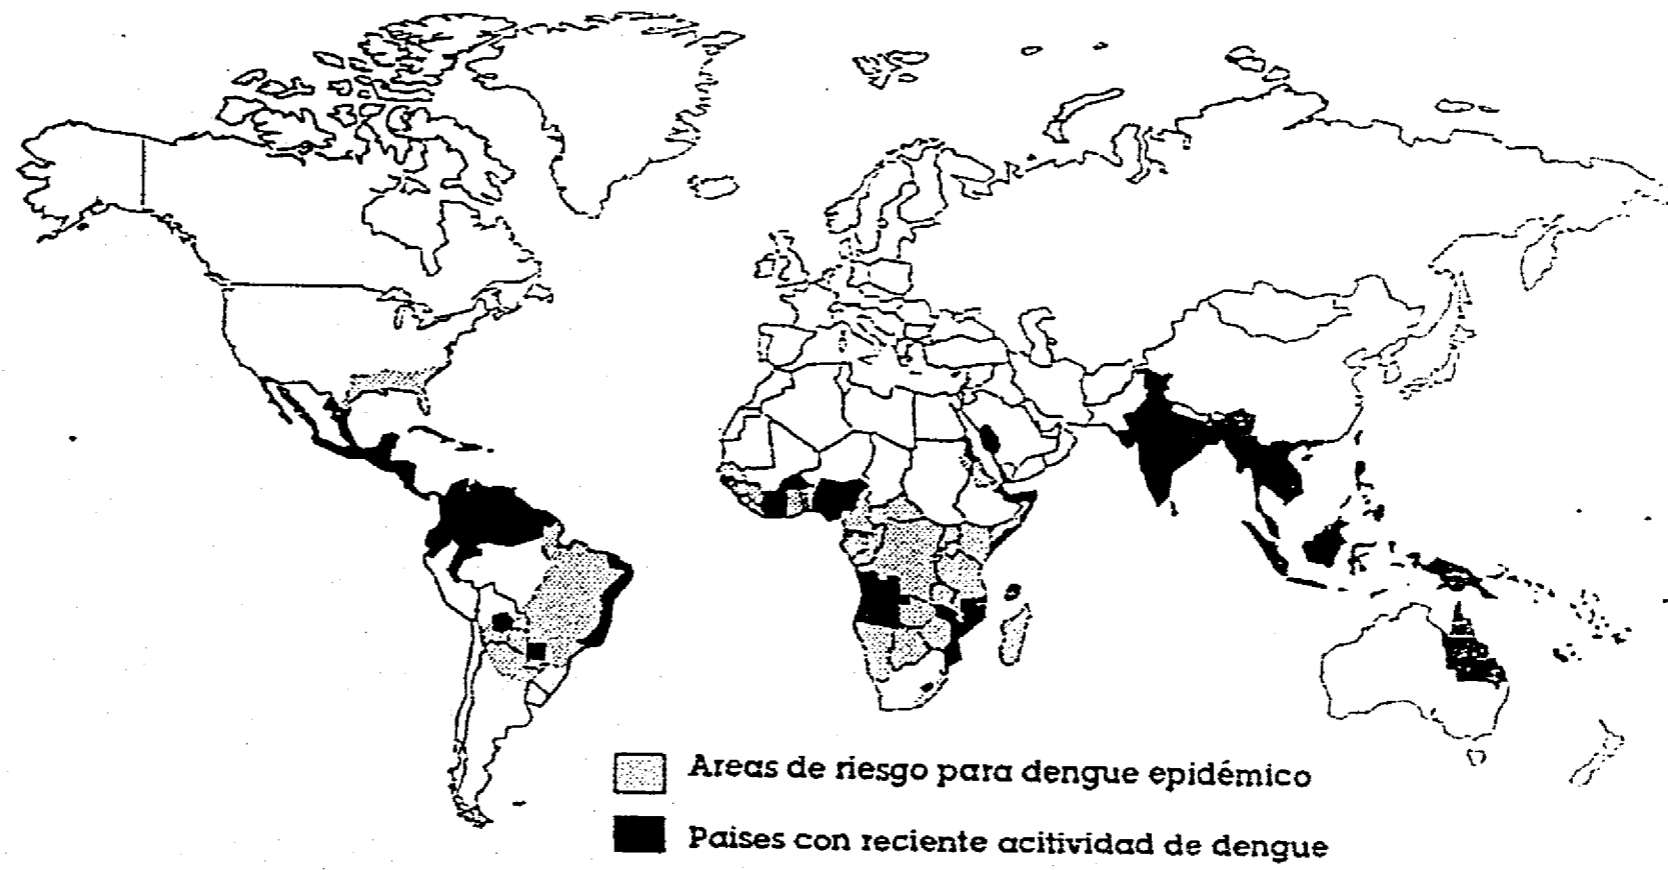 Areas de riesgo para dengue epidémico
Paises con reciente acitividad de dengue